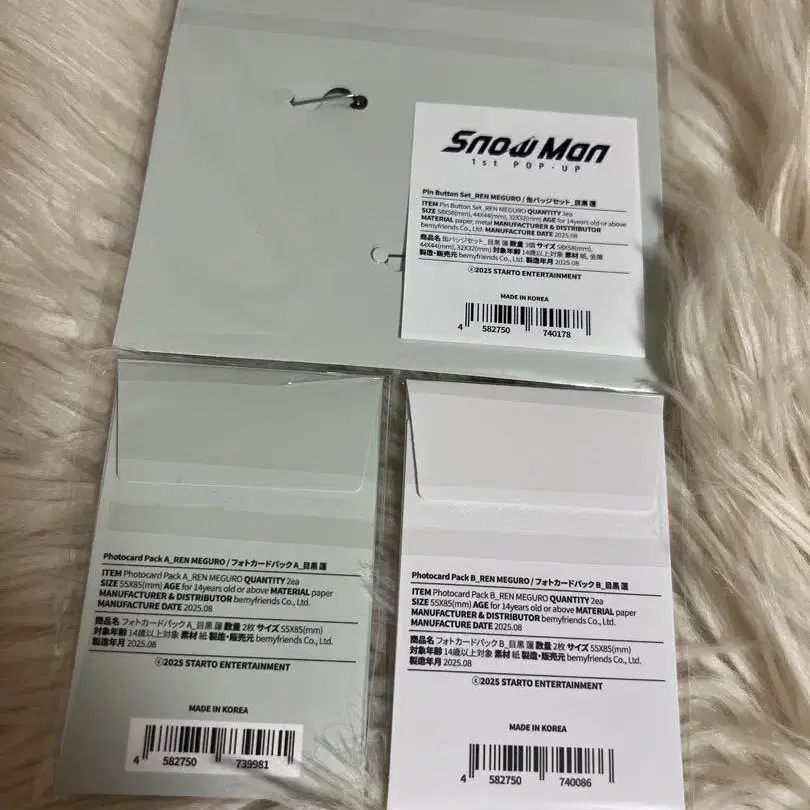 Snow Man
1st POP-UP
Pin Button Set_REN MEGURO / 缶バッジセット_目黒 蓮
ITEM Pin Button Set_REN MEGURO QUANTITY 3ea
SIZE 58X58(mm), 44X44(mm), 32X32(mm) AGE for 14years old or above
MATERIAL paper, metal MANUFACTURER & DISTRIBUTOR
bemyfriends Co., Ltd. MANUFACTURE DATE 2025.08
商品名 缶バッジセット_目黒 蓮 数量 3個 サイズ 58X58(mm),
44X44(mm), 32X32(mm) 対象年齢 14歳以上対象 素材 紙, 金属
製造・販売元 bemyfriends Co., Ltd. 製造年月 2025.08
©2025 STARTO ENTERTAINMENT
MADE IN KOREA
4 582750 740178
Photocard Pack A_REN MEGURO / フォトカードパック A_目黒 蓮
ITEM Photocard Pack A_REN MEGURO QUANTITY 2ea
SIZE 55X85(mm) AGE for 14years old or above MATERIAL paper
MANUFACTURER & DISTRIBUTOR bemyfriends Co., Ltd.
MANUFACTURE DATE 2025.08
商品名 フォトカードパック A_目黒 蓮 数量 2枚 サイズ 55X85(mm)
対象年齢 14歳以上対象 素材 紙 製造・販売元 bemyfriends Co., Ltd.
製造年月 2025.08
©2025 STARTO ENTERTAINMENT
MADE IN KOREA
4 582750 739981
Photocard Pack B_REN MEGURO / フォトカードパック B_目黒 蓮
ITEM Photocard Pack B_REN MEGURO QUANTITY 2ea
SIZE 55X85(mm) AGE for 14years old or above MATERIAL paper
MANUFACTURER & DISTRIBUTOR bemyfriends Co., Ltd.
MANUFACTURE DATE 2025.08
商品名 フォトカードパック B_目黒 蓮 数量 2枚 サイズ 55X85(mm)
対象年齢 14歳以上対象 素材 紙 製造・販売元 bemyfriends Co., Ltd.
製造年月 2025.08
©2025 STARTO ENTERTAINMENT
MADE IN KOREA
4 582750 740086